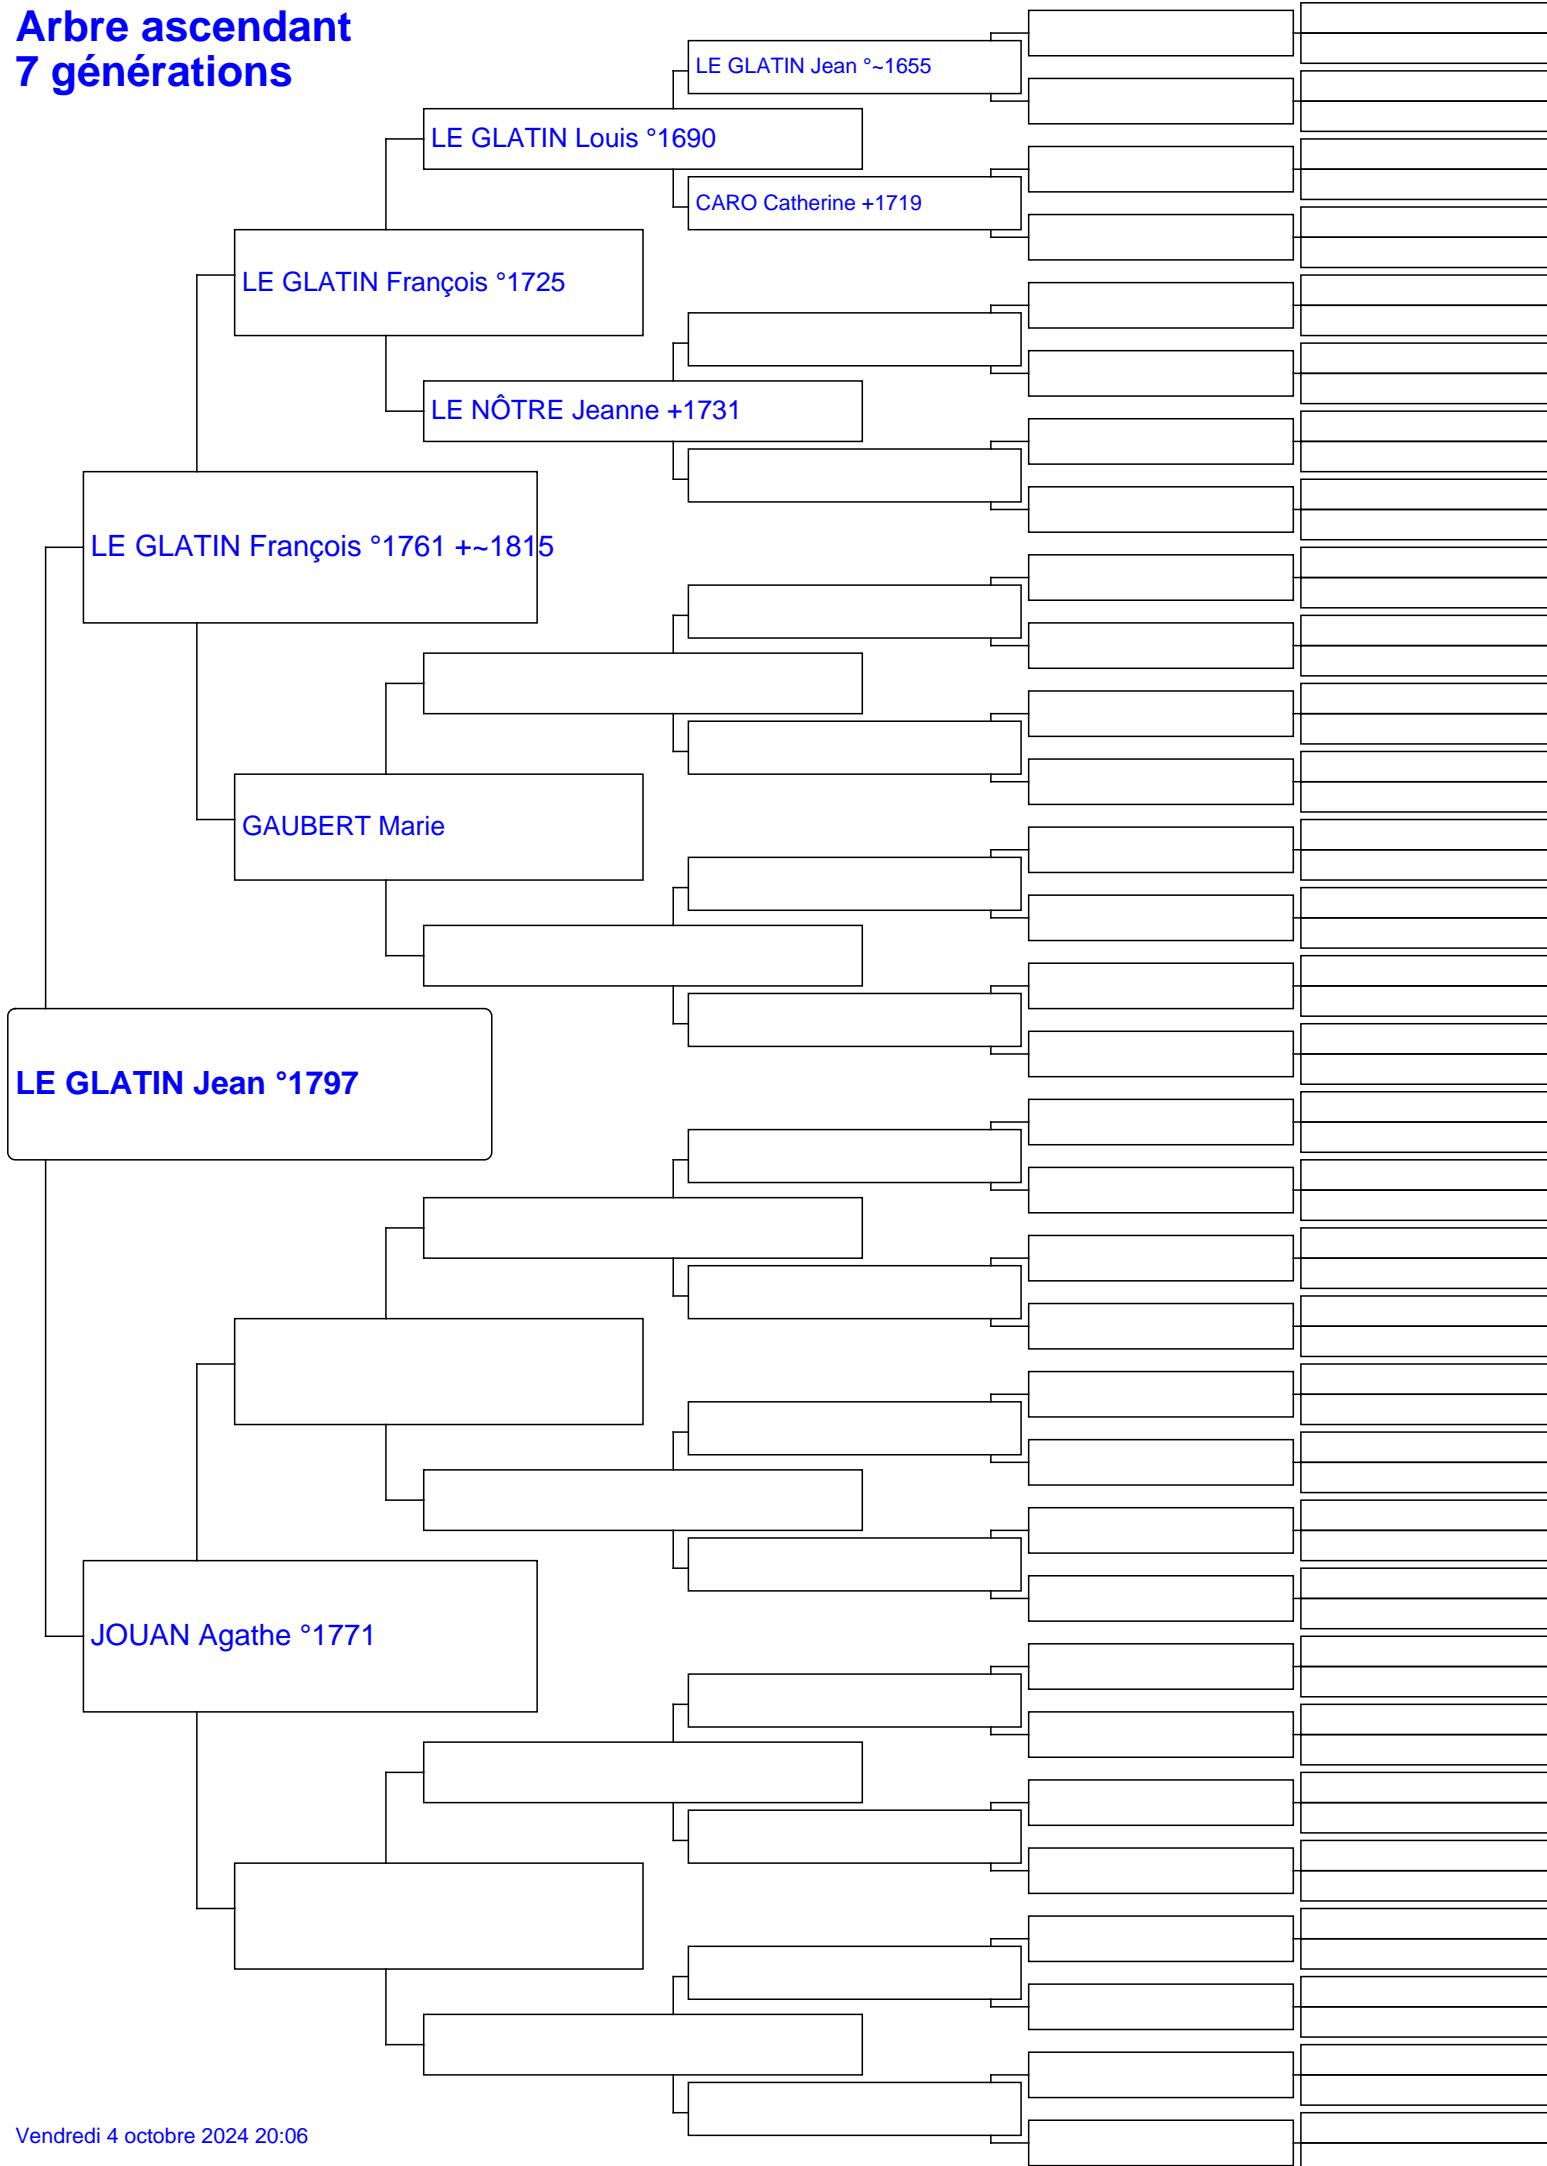 Arbre ascendant
7 générations
LE GLATIN Jean °~1655
LE GLATIN Louis °1690
CARO Catherine +1719
LE GLATIN François °1725
LE NÔTRE Jeanne +1731
LE GLATIN François °1761 +~1815
GAUBERT Marie
LE GLATIN Jean °1797
JOUAN Agathe °1771
Vendredi 4 octobre 2024 20:06